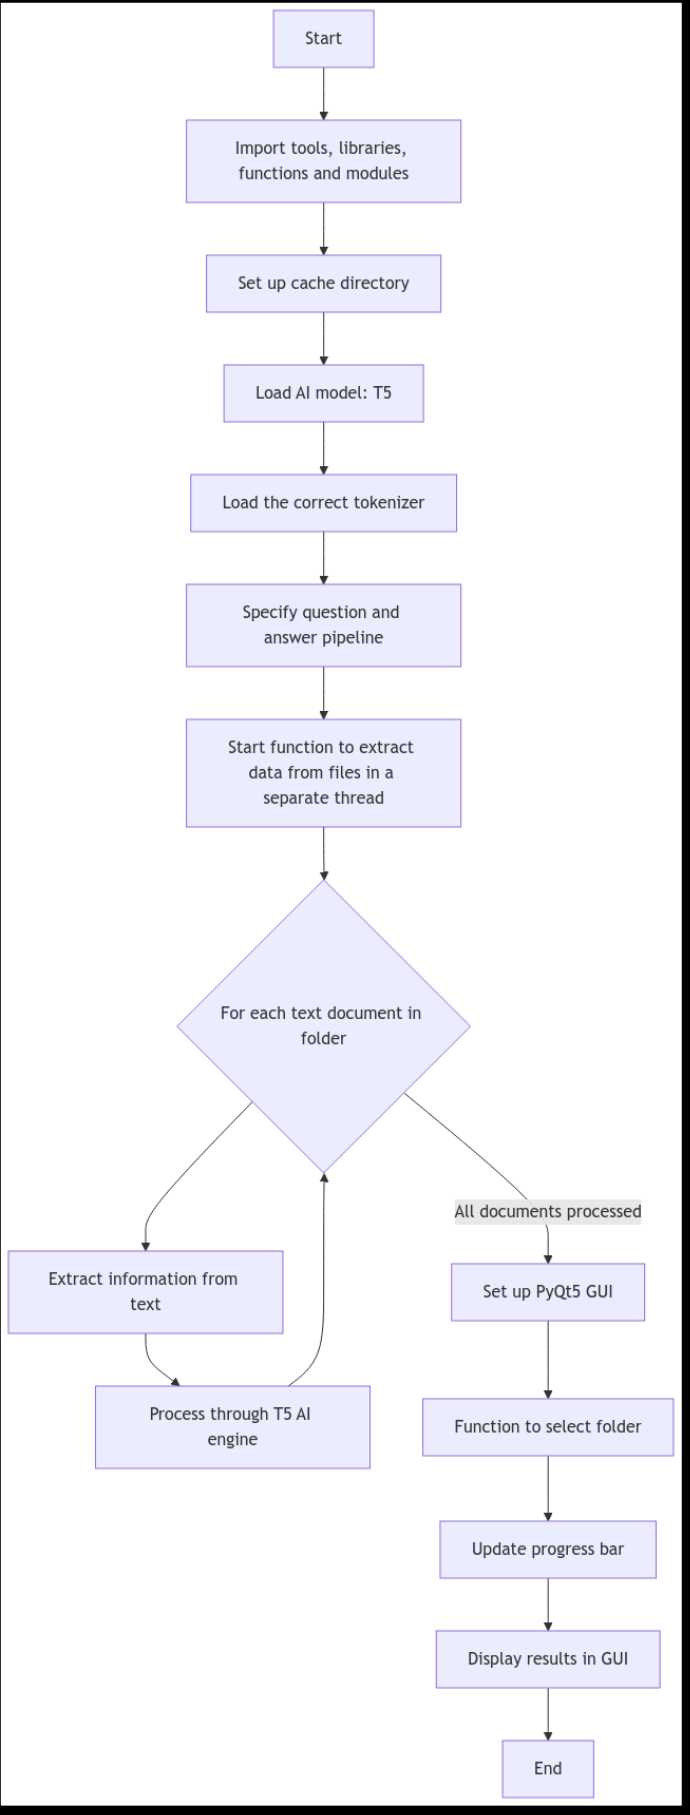 Start
Import tools, libraries,
functions and modules
Set up cache directory
Load AI model: T5
Load the correct tokenizer
Specify question and
answer pipeline
Start function to extract
data from files in a
separate thread
For each text document in
folder
All documents processed
Extract information from
text
Set up PyQt5 GUI
Process through T5 AI
engine
Function to select folder
Update progress bar
Display results in GUI
End